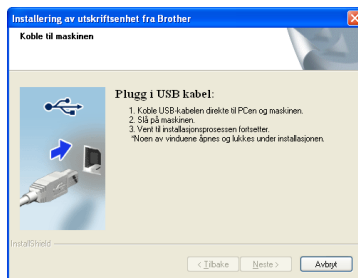 Installering av utskriftsenhet fra Brother
Koble til maskinen
Plugg i USB kabel:
1. Koble USB-kabelen direkte til PCen og maskinen.
2. Slå på maskinen.
3. Vent til installasjonsprosessen fortsetter.
*Noen av vinduene åpnes og lukkes under installasjonen.
InstallShield
< Tilbake
Neste >
Avbryt